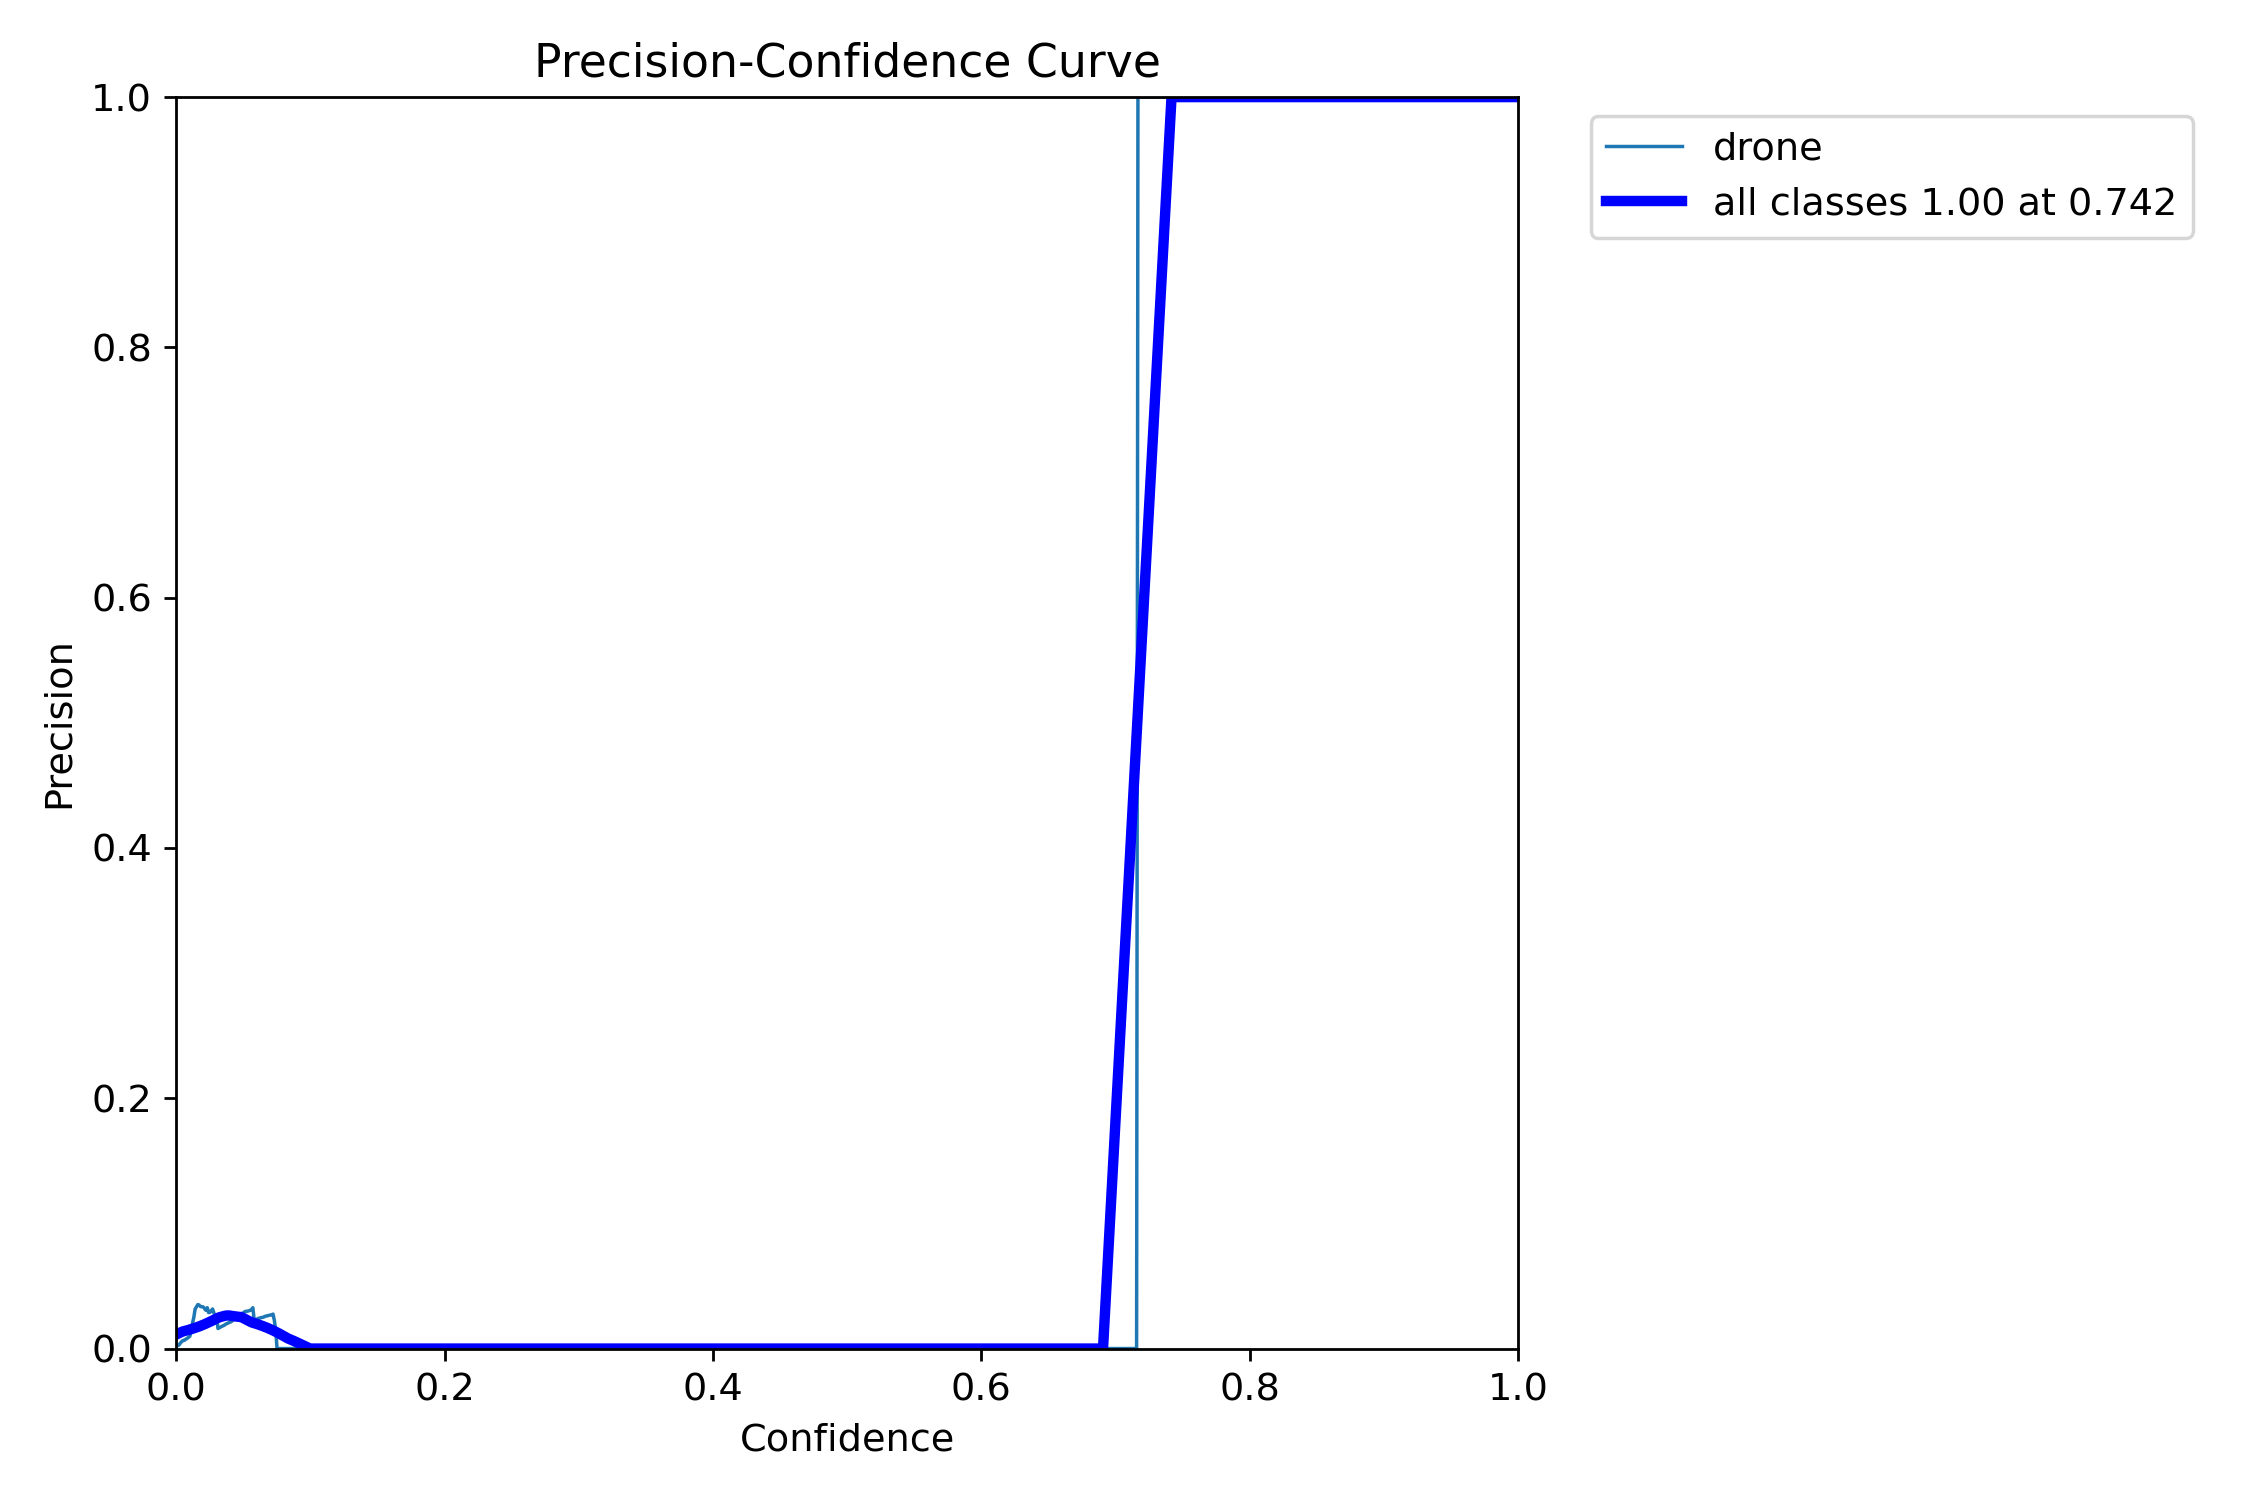 Precision-Confidence Curve
1.0
0.8
0.6
0.4
0.2
0.0
Precision
0.0 0.2 0.4 0.6 0.8 1.0
Confidence
drone
all classes 1.00 at 0.742